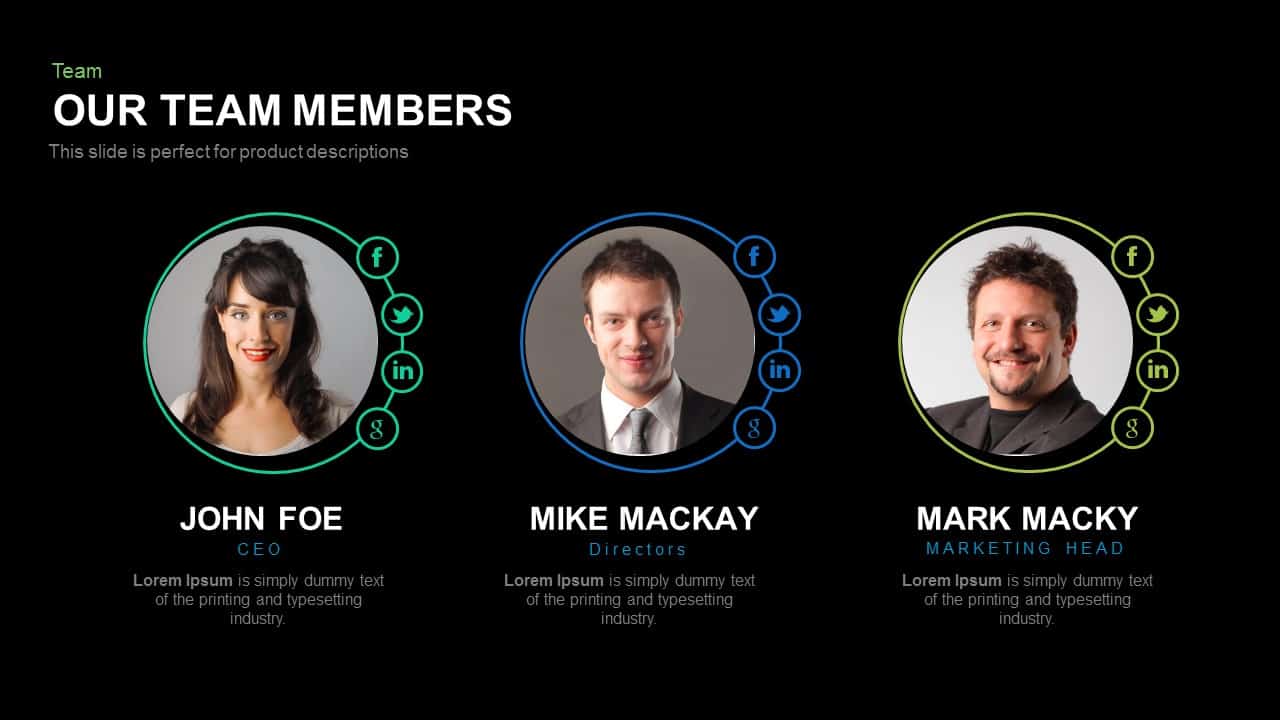 Team
OUR TEAM MEMBERS
This slide is perfect for product descriptions
f
f
f
in
in
in
g
g
g
JOHN FOE
MIKE MACKAY
MARK MACKY
CEO
Directors
MARKETING HEAD
Lorem Ipsum is simply dummy text
of the printing and typesetting
industry.
Lorem Ipsum is simply dummy text
of the printing and typesetting
industry.
Lorem Ipsum is simply dummy text
of the printing and typesetting
industry.